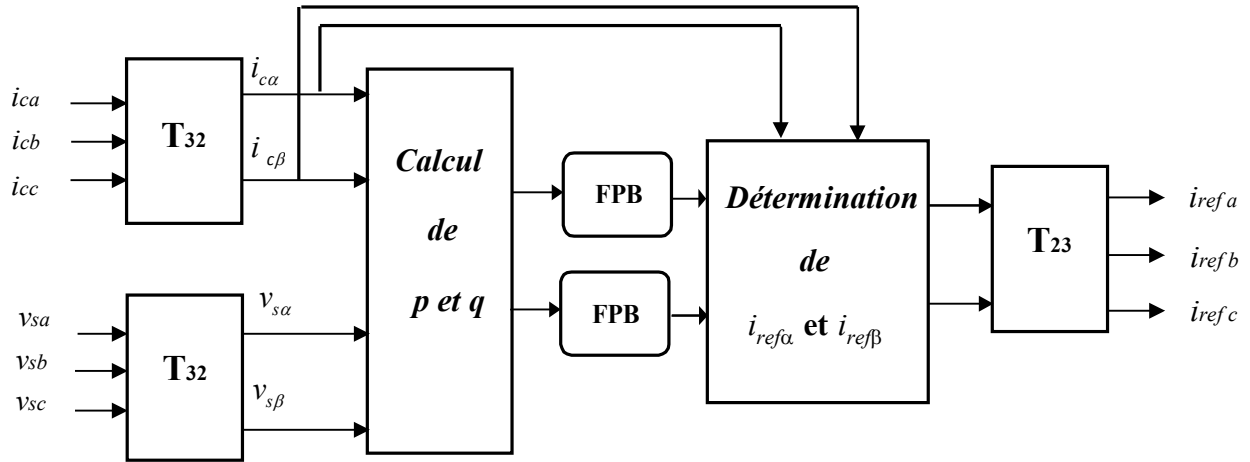 ica
icb
icc
T32
icα
i cβ
vsa
vsb
vsc
T32
vsα
vsβ
Calcul
de
p et q
FPB
FPB
Détermination
de
irefα et irefβ
T23
iref a
iref b
iref c